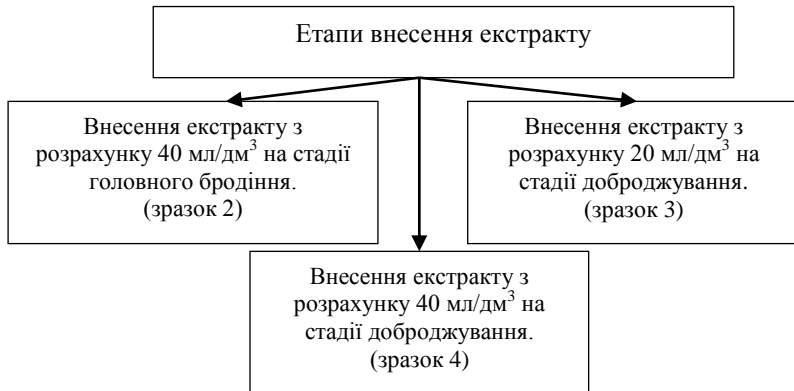 Етапи внесення екстракту
Внесення екстракту з
розрахунку 40 мл/дм³ на стадії
головного бродіння.
(зразок 2)
Внесення екстракту з
розрахунку 20 мл/дм³ на
стадії доброджування.
(зразок 3)
Внесення екстракту з
розрахунку 40 мл/дм³ на
стадії доброджування.
(зразок 4)